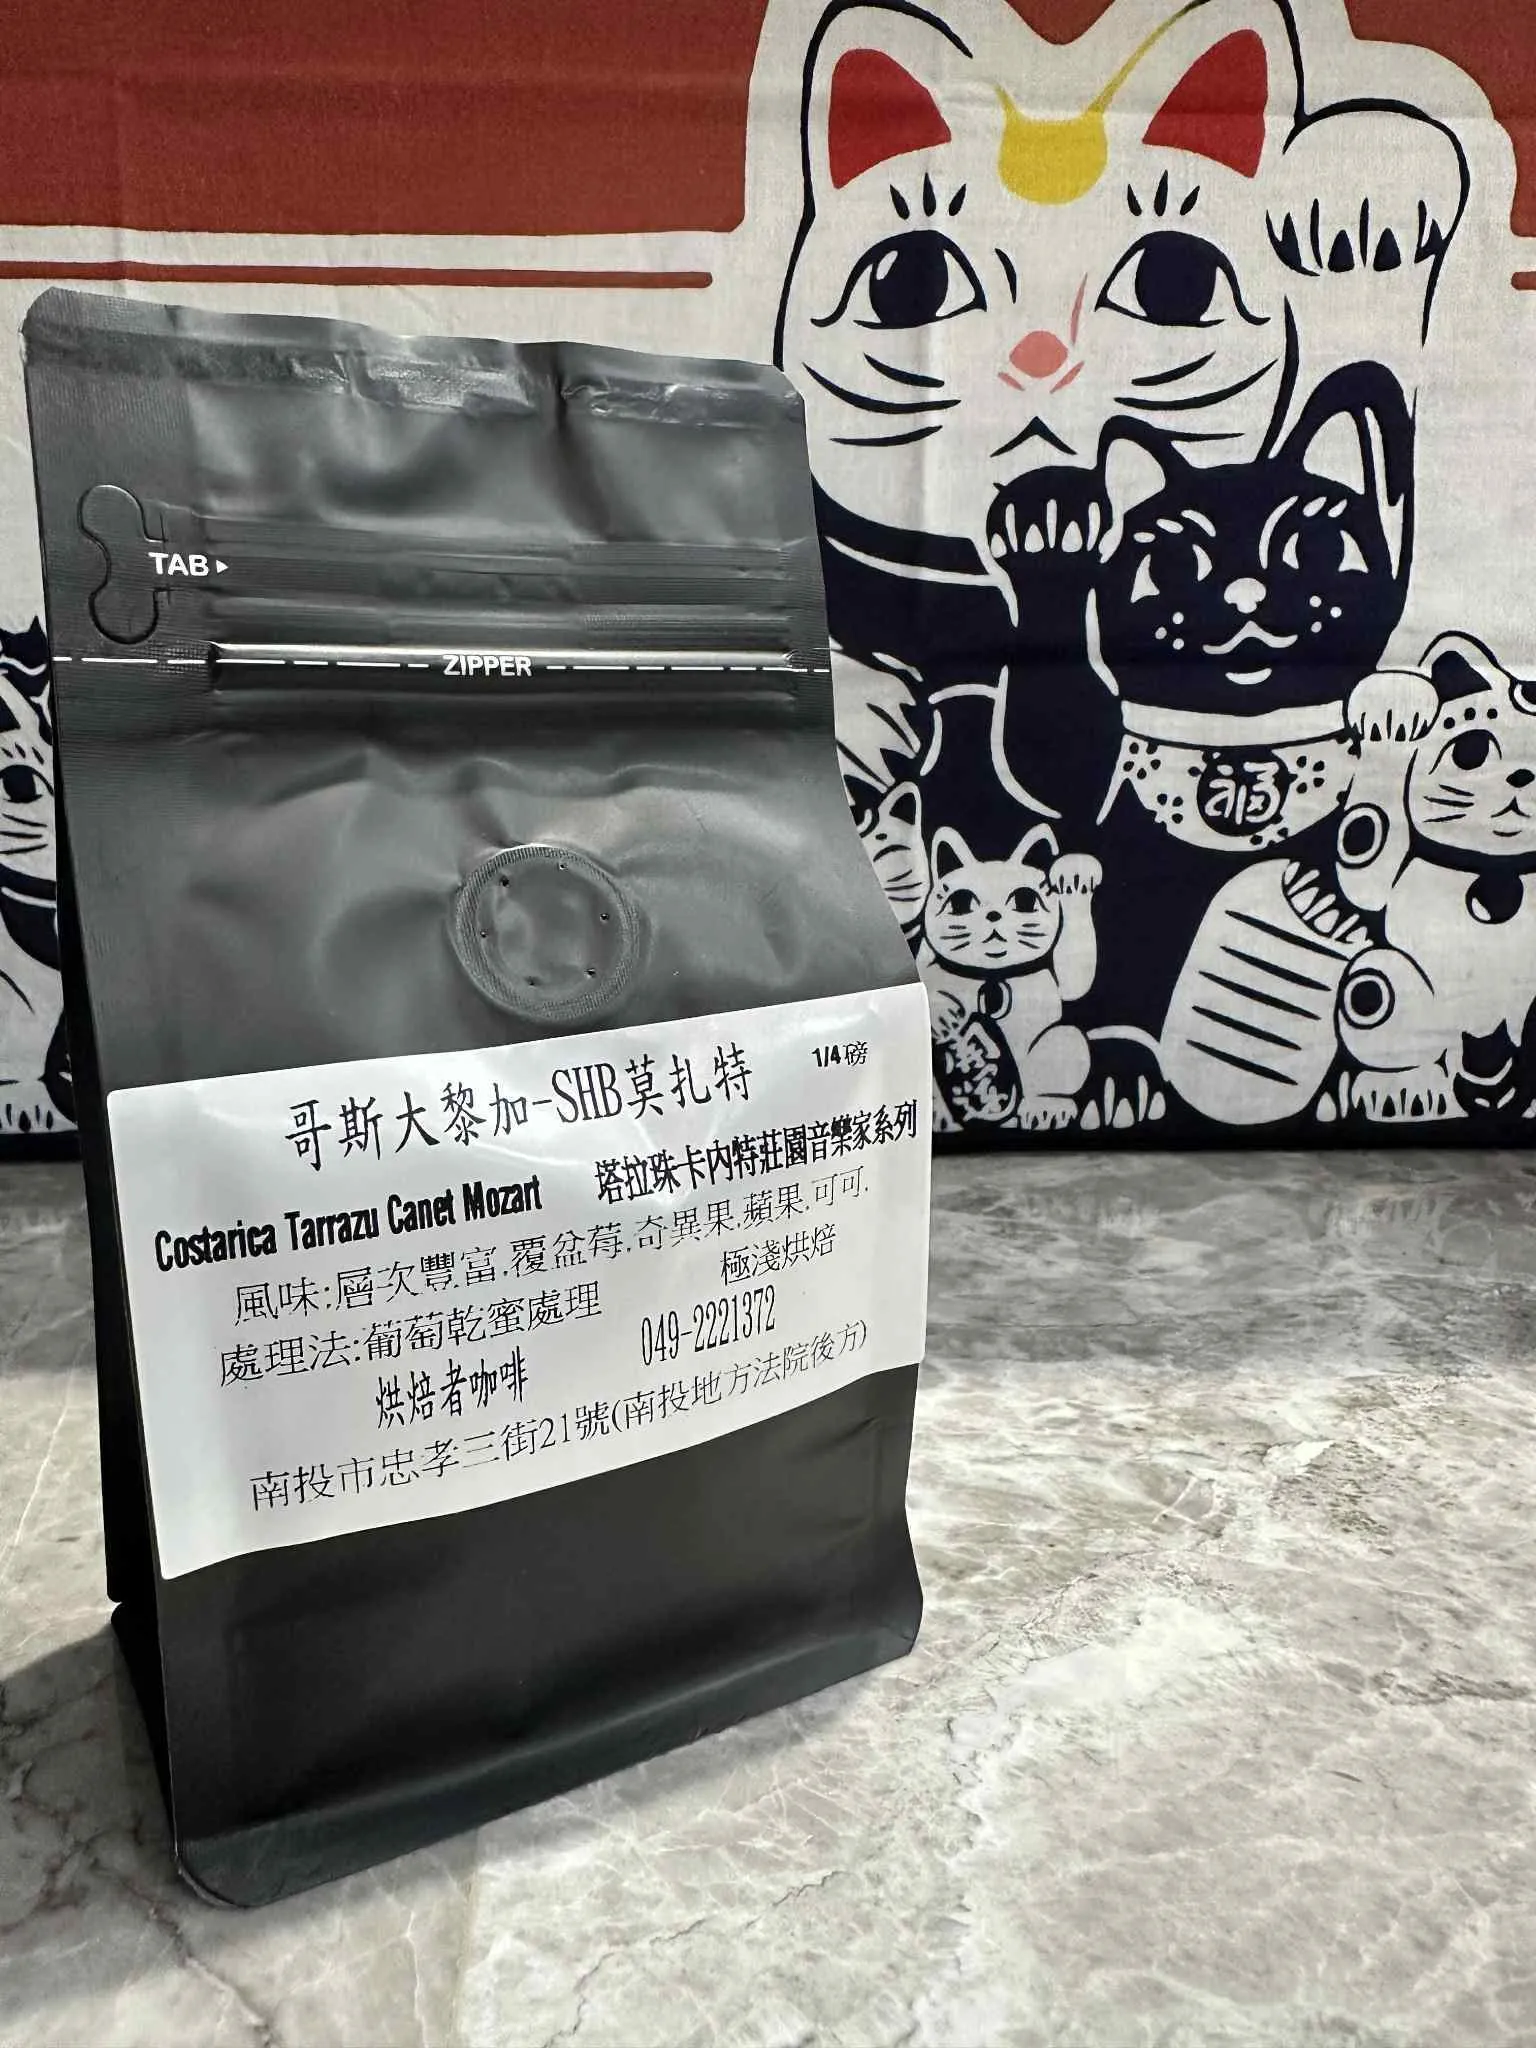 TAB
ZIPPER
哥斯大黎加-SHB莫扎特 1/4磅
Costarica Tarrazu Canet Mozart 塔拉珠卡內特莊園音樂家系列
風味:層次豐富.覆盆莓.奇異果.蘋果.可可.
處理法:葡萄乾蜜處理 極淺烘焙
烘焙者咖啡 049-2221372
南投市忠孝三街21號(南投地方法院後方)
福